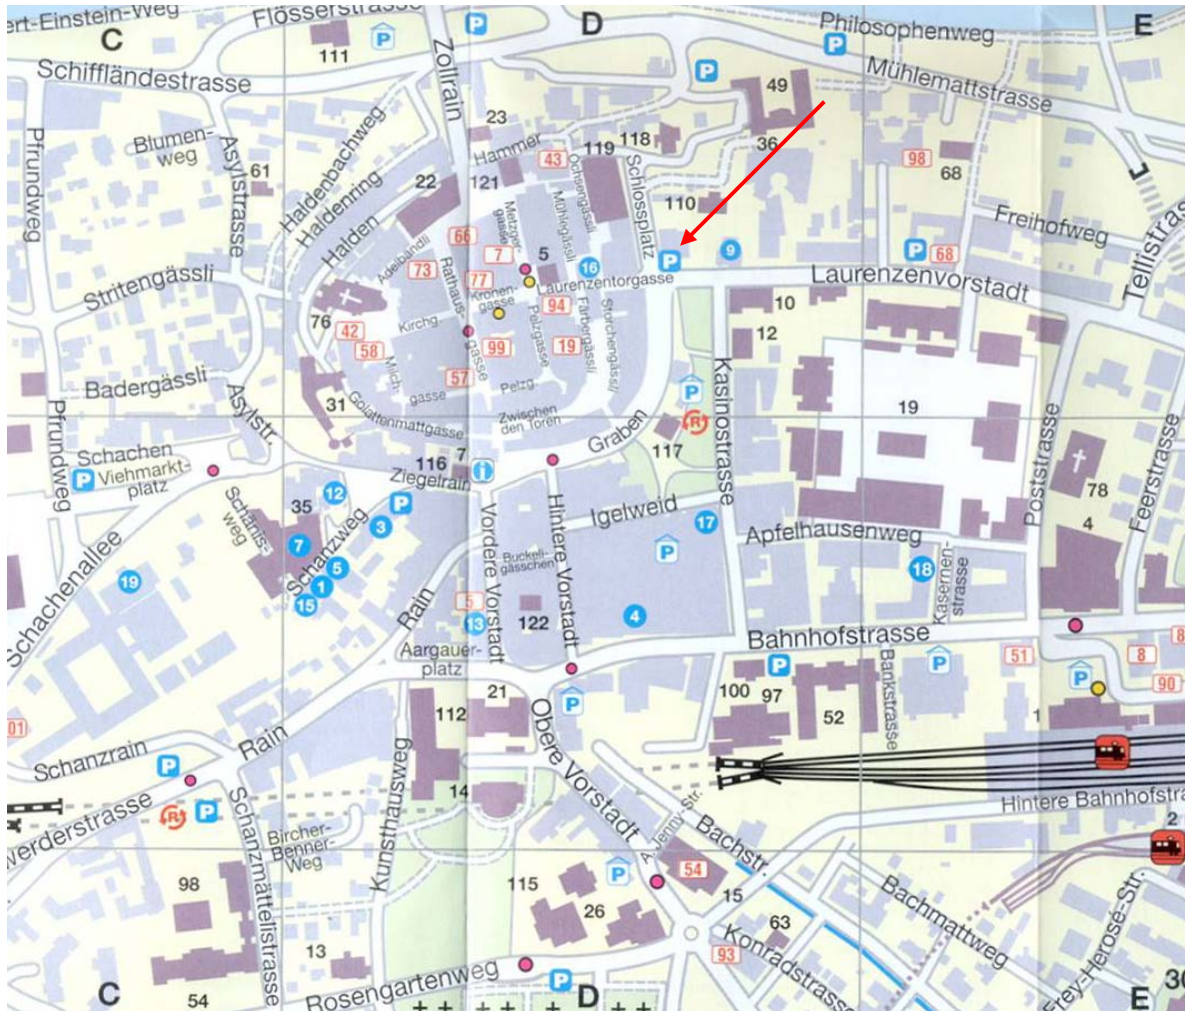 ert-Einstein-Weg
C
Flösserstrasse
P
D
Philosophenweg
E
111
P
Zollrain
P
P
49
Mühlemattstrasse
Schiffländestrasse
Pfrundweg
Blumen-
weg
Asylstrasse
61
Haldenbachweg
Haldenring
Halden
22
23
Hammer
43
118
119
36
98
68
121
Ochsengässli
Mühlegässli
Metzger-
gasse
Schlossplatz
110
Freihofweg
Tellistras
Adelbändli
66
7
5
16
P
9
P
68
Stritengässli
73
77
Rathaus-
gasse
Kronen-
gasse
Laurenzentorgasse
Laurenzenvorstadt
94
10
76
42
58
Kirchg.
99
Pelzgasse
19
Färbergässli
Storchengässli
12
Milch-
gasse
57
Pelzg.
Badergässli
Asylstr.
31
Golattenmattgasse
Zwischen
den Toren
Graben
P
R
117
Kasinostrasse
19
Poststrasse
Pfrundweg
Schachen
P
Viehmarkt-
platz
7
116
i
Ziegelrain
78
Feerstrasse
4
35
12
P
3
Schänlis-
weg
Schanzweg
7
5
1
15
Vordere Vorstadt
Hintere Vorstadt
Igelweid
17
P
Apfelhausenweg
18
Kasernen-
strasse
Buckeli-
gässchen
19
Schachenallee
Rain
5
13
122
4
Aargauer-
platz
Bahnhofstrasse
P
P
51
8
8
P
90
1
100
97
52
Bankstrasse
01
21
112
P
Obere Vorstadt
Schanzrain
P
Rain
Kunsthausweg
14
R
P
werderstrasse
Schanzmättelistrasse
Bircher-
Benner-
Weg
A. Jenny-Str.
Bachstr.
Hintere Bahnhofstra
2
98
115
P
54
26
15
63
Bachmattweg
13
93
Konradstrasse
Frey-Herose-Str.
C
54
Rosengartenweg
P
D
E
30